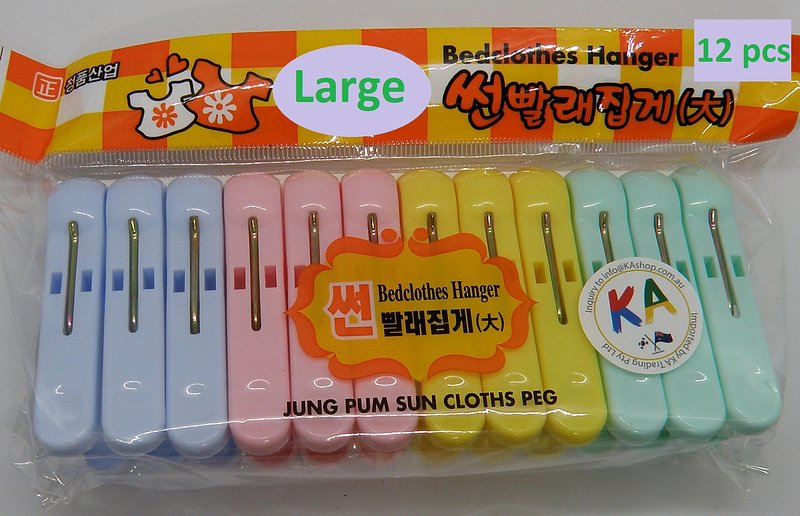 正 정품산업
Large
Bedclothes Hanger
썬빨래집게(大)
12 pcs
썬
Bedclothes Hanger
빨래집게(大)
JUNG PUM SUN CLOTHS PEG
Inquiry to info@KAshop.com.au
KA
Imported by KA Trading Pty Ltd